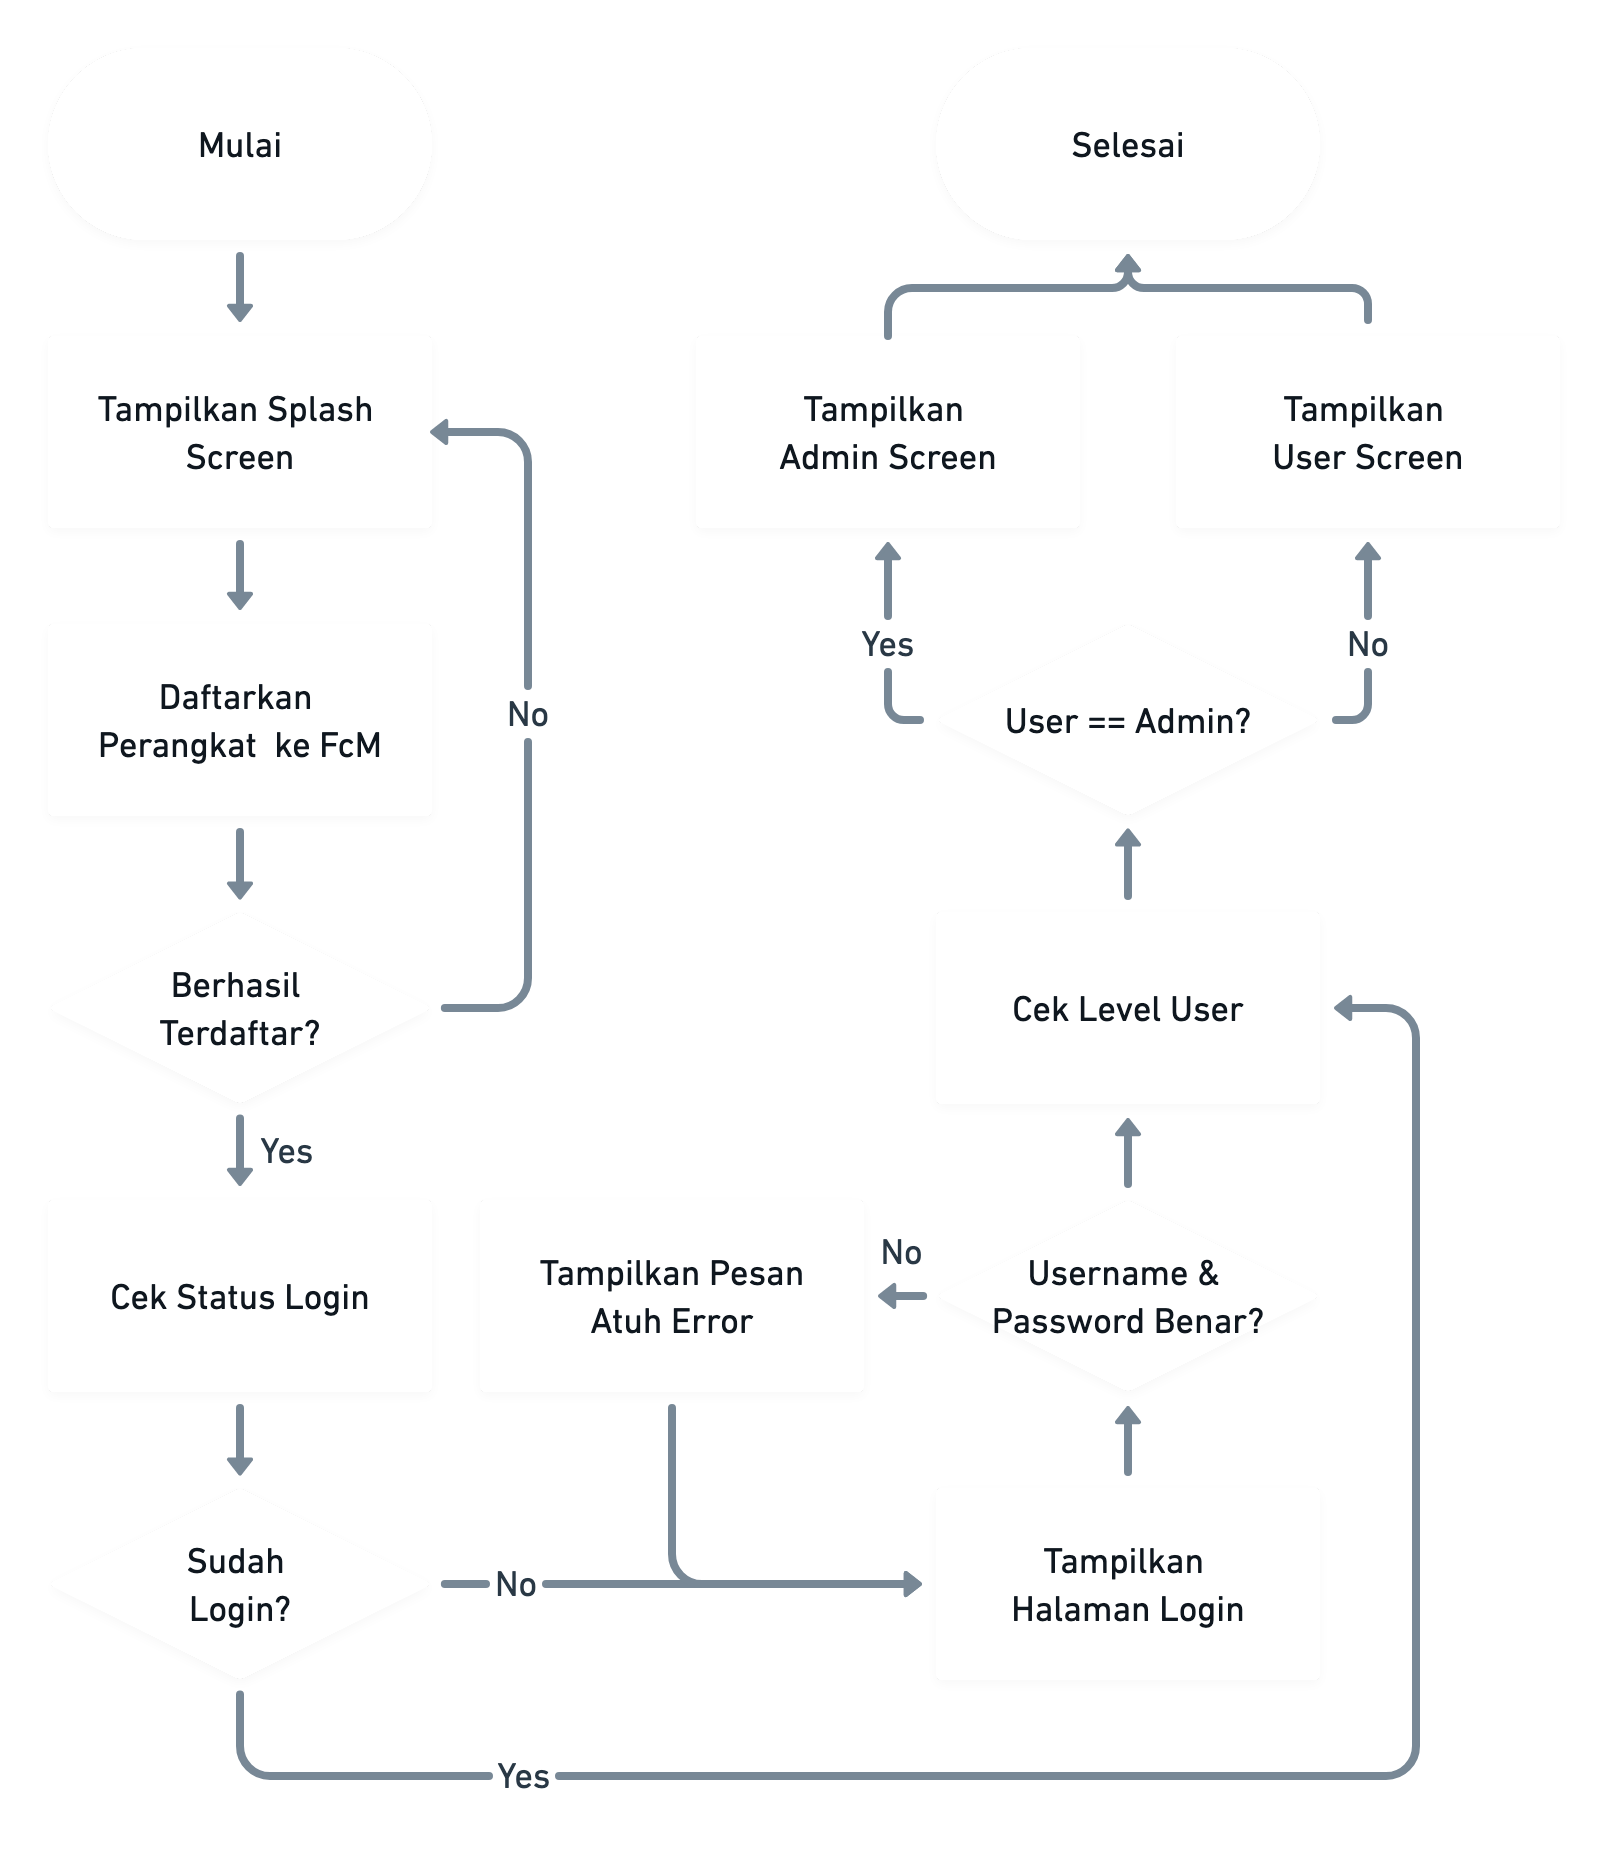 Mulai
Tampilkan Splash
Screen
Daftarkan
Perangkat  ke FcM
No
Berhasil
Terdaftar?
Yes
Cek Status Login
Sudah
Login?
No
Yes
Tampilkan Pesan
Atuh Error
Tampilkan
Halaman Login
Username &
Password Benar?
No
Cek Level User
User == Admin?
Yes
No
Tampilkan
Admin Screen
Tampilkan
User Screen
Selesai